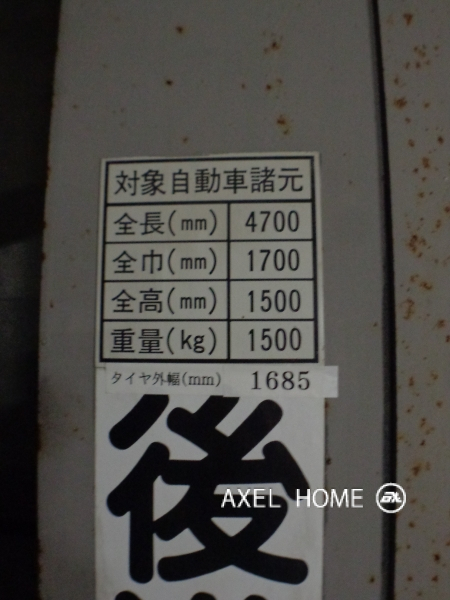 対象自動車諸元
全長(mm) 4700
全巾(mm) 1700
全高(mm) 1500
重量(kg) 1500
タイヤ外幅(mm) 1685
後
AXEL HOME